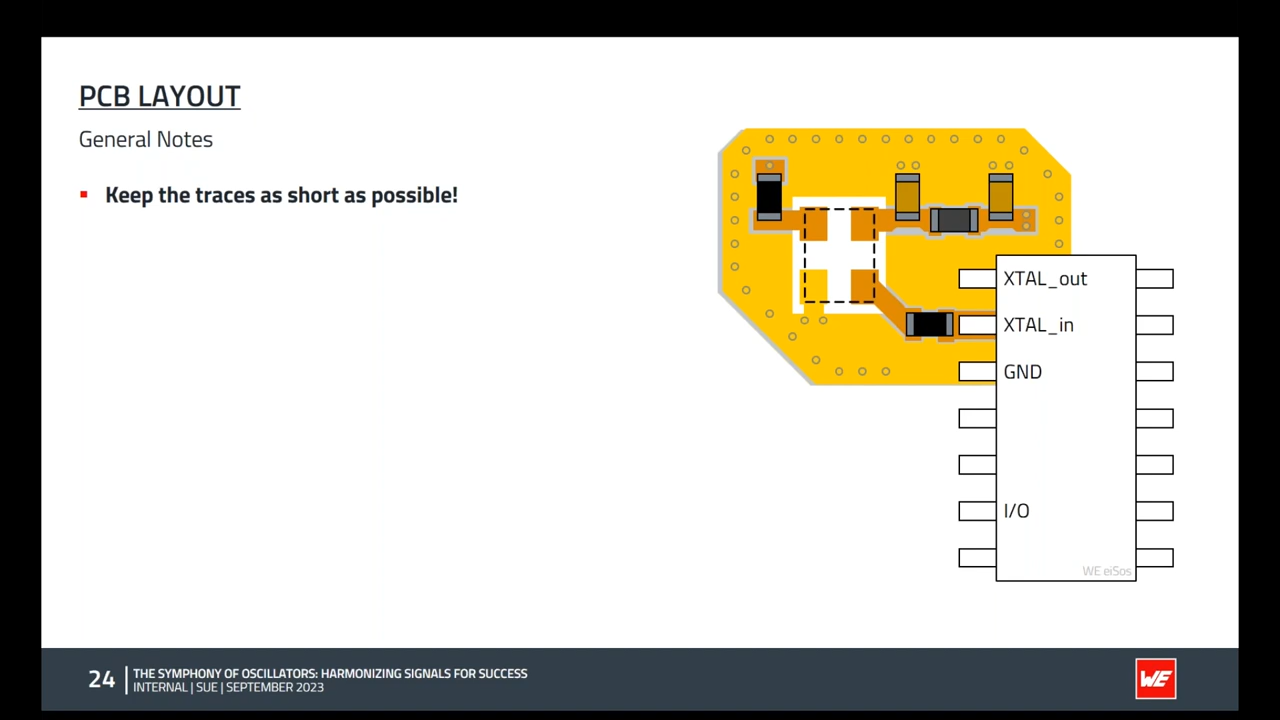 PCB LAYOUT
General Notes
▪ Keep the traces as short as possible!
XTAL_out
XTAL_in
GND
I/O
WE eiSos
24
THE SYMPHONY OF OSCILLATORS: HARMONIZING SIGNALS FOR SUCCESS
INTERNAL | SUE | SEPTEMBER 2023
WE